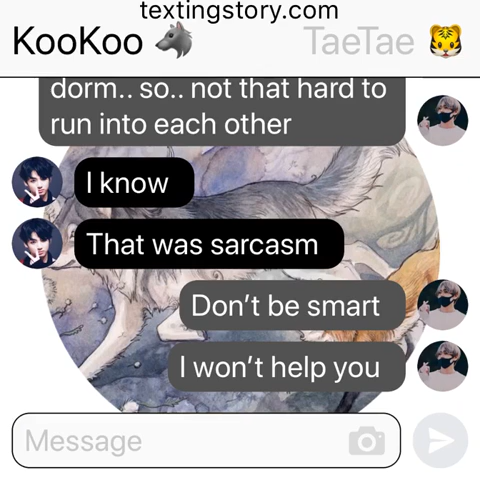 textingstory.com
KooKoo 🐺 TaeTae 🐯
dorm.. so.. not that hard to
run into each other
I know
That was sarcasm
Don’t be smart
I won’t help you
Message